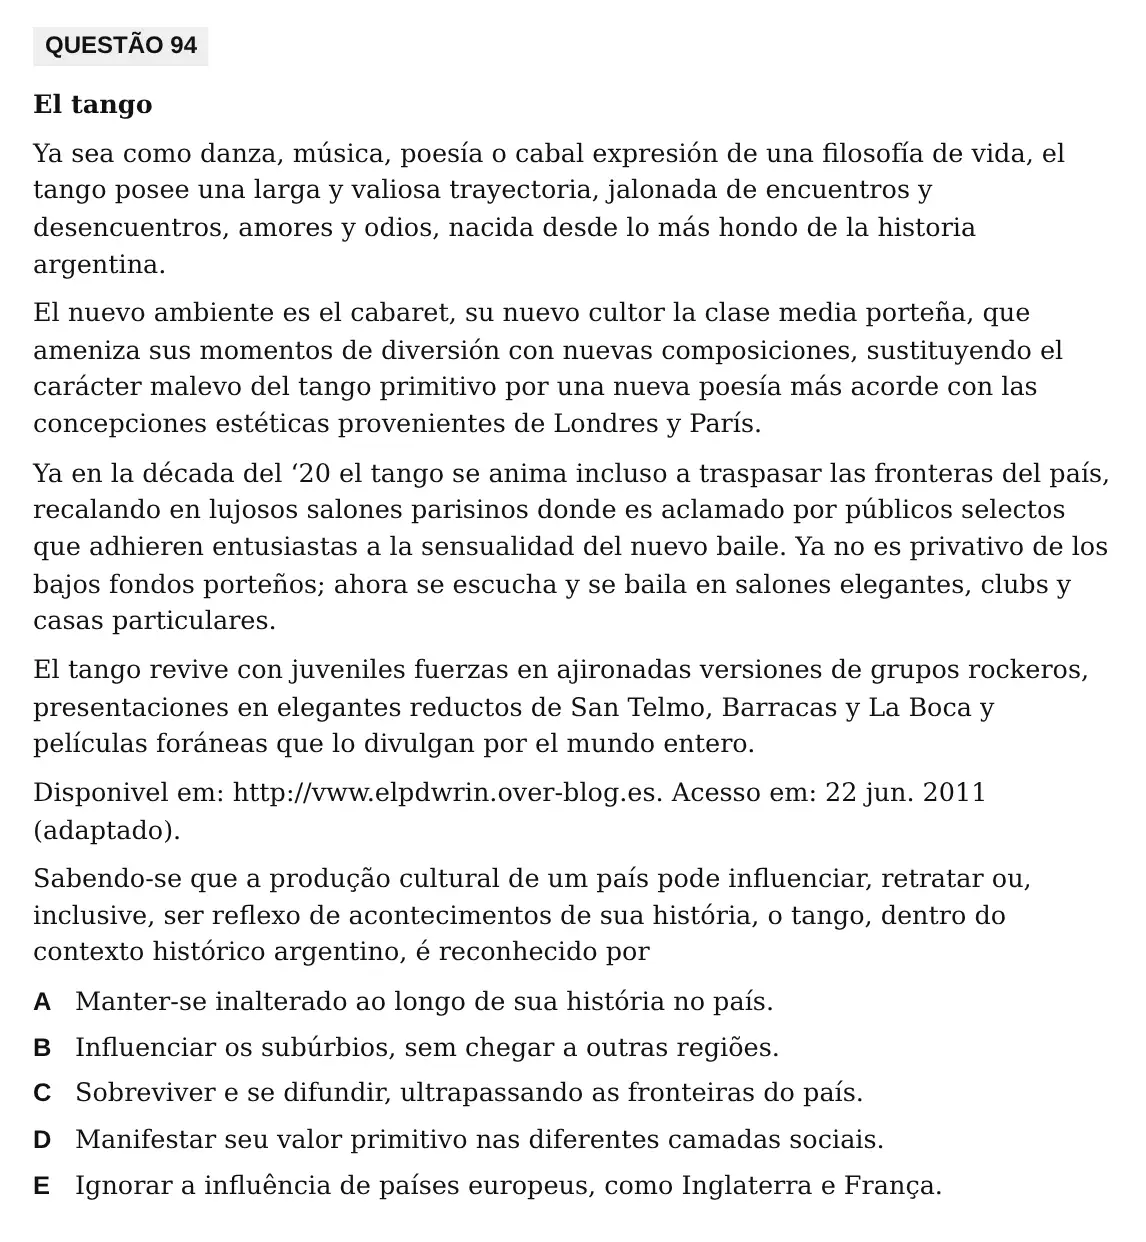 QUESTÃO 94
El tango
Ya sea como danza, música, poesía o cabal expresión de una filosofía de vida, el
tango posee una larga y valiosa trayectoria, jalonada de encuentros y
desencuentros, amores y odios, nacida desde lo más hondo de la historia
argentina.
El nuevo ambiente es el cabaret, su nuevo cultor la clase media porteña, que
ameniza sus momentos de diversión con nuevas composiciones, sustituyendo el
carácter malevo del tango primitivo por una nueva poesía más acorde con las
concepciones estéticas provenientes de Londres y París.
Ya en la década del ‘20 el tango se anima incluso a traspasar las fronteras del país,
recalando en lujosos salones parisinos donde es aclamado por públicos selectos
que adhieren entusiastas a la sensualidad del nuevo baile. Ya no es privativo de los
bajos fondos porteños; ahora se escucha y se baila en salones elegantes, clubs y
casas particulares.
El tango revive con juveniles fuerzas en ajironadas versiones de grupos rockeros,
presentaciones en elegantes reductos de San Telmo, Barracas y La Boca y
películas foráneas que lo divulgan por el mundo entero.
Disponivel em: http://vww.elpdwrin.over-blog.es. Acesso em: 22 jun. 2011
(adaptado).
Sabendo-se que a produção cultural de um país pode influenciar, retratar ou,
inclusive, ser reflexo de acontecimentos de sua história, o tango, dentro do
contexto histórico argentino, é reconhecido por
A Manter-se inalterado ao longo de sua história no país.
B Influenciar os subúrbios, sem chegar a outras regiões.
C Sobreviver e se difundir, ultrapassando as fronteiras do país.
D Manifestar seu valor primitivo nas diferentes camadas sociais.
E Ignorar a influência de países europeus, como Inglaterra e França.